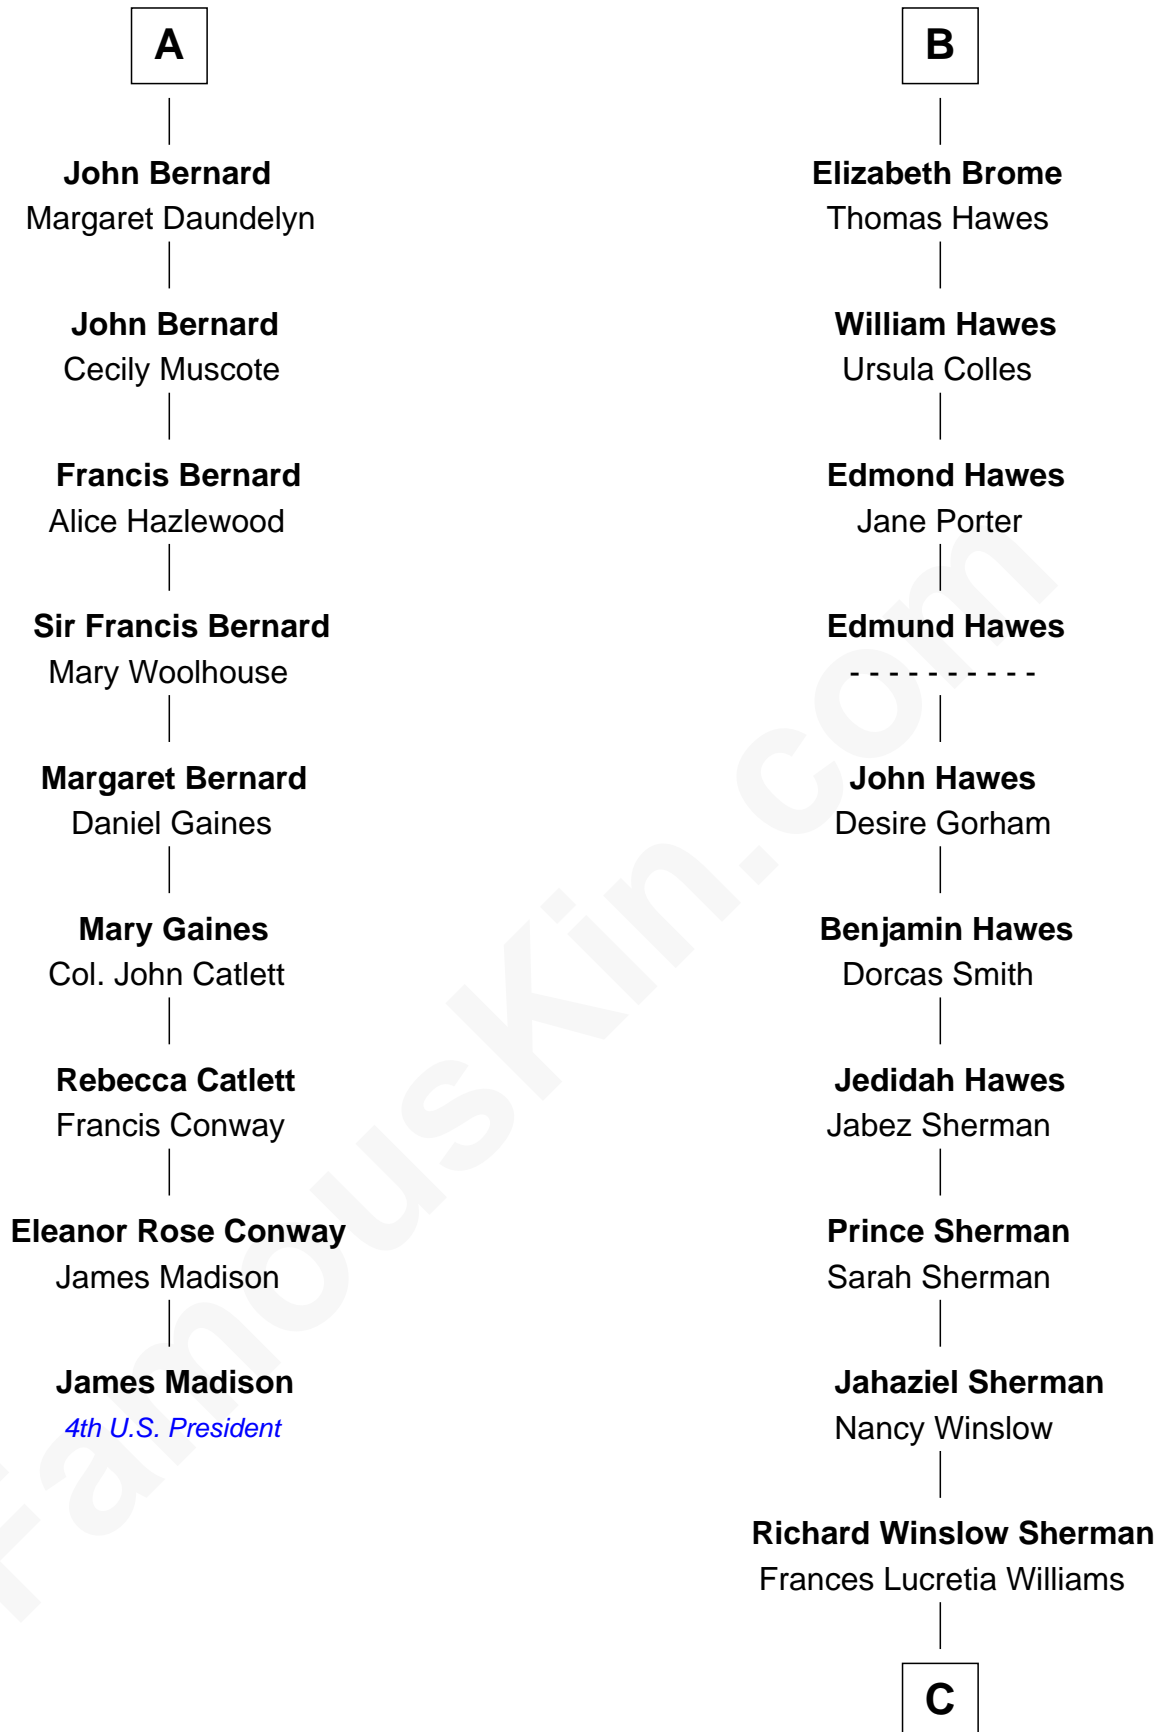 A
John Bernard
Margaret Daundelyn
John Bernard
Cecily Muscote
Francis Bernard
Alice Hazlewood
Sir Francis Bernard
Mary Woolhouse
Margaret Bernard
Daniel Gaines
Mary Gaines
Col. John Catlett
Rebecca Catlett
Francis Conway
Eleanor Rose Conway
James Madison
James Madison
4th U.S. President
B
Elizabeth Brome
Thomas Hawes
William Hawes
Ursula Colles
Edmond Hawes
Jane Porter
Edmund Hawes
- - - - - - - - - -
John Hawes
Desire Gorham
Benjamin Hawes
Dorcas Smith
Jedidah Hawes
Jabez Sherman
Prince Sherman
Sarah Sherman
Jahaziel Sherman
Nancy Winslow
Richard Winslow Sherman
Frances Lucretia Williams
C
FamousKin.com